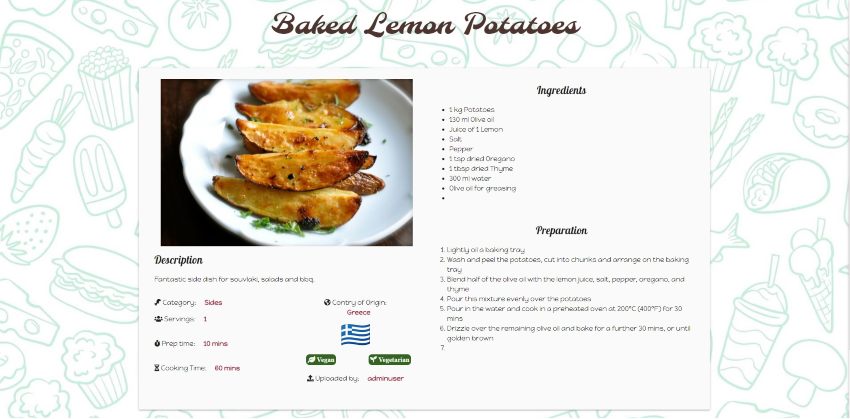 Baked Lemon Potatoes
Ingredients
1 kg Potatoes
130 ml Olive oil
Juice of 1 Lemon
Salt
Pepper
1 tsp dried Oregano
1 tbsp dried Thyme
300 ml water
Olive oil for greasing
Preparation
1. Lightly oil a baking tray
2. Wash and peel the potatoes, cut into chunks and arrange on the baking
tray
3. Blend half of the olive oil with the lemon juice, salt, pepper, oregano, and
thyme
4. Pour this mixture evenly over the potatoes
5. Pour in the water and cook in a preheated oven at 200°C (400°F) for 30
mins
6. Drizzle over the remaining olive oil and bake for a further 30 mins, or until
golden brown
7.
Description
Fantastic side dish for souvlaki, salads and bbq.
Category: Sides
Servings: 1
Prep time: 10 mins
Cooking Time: 60 mins
Contry of Origin:
Greece
Vegan Vegetarian
Uploaded by: adminuser